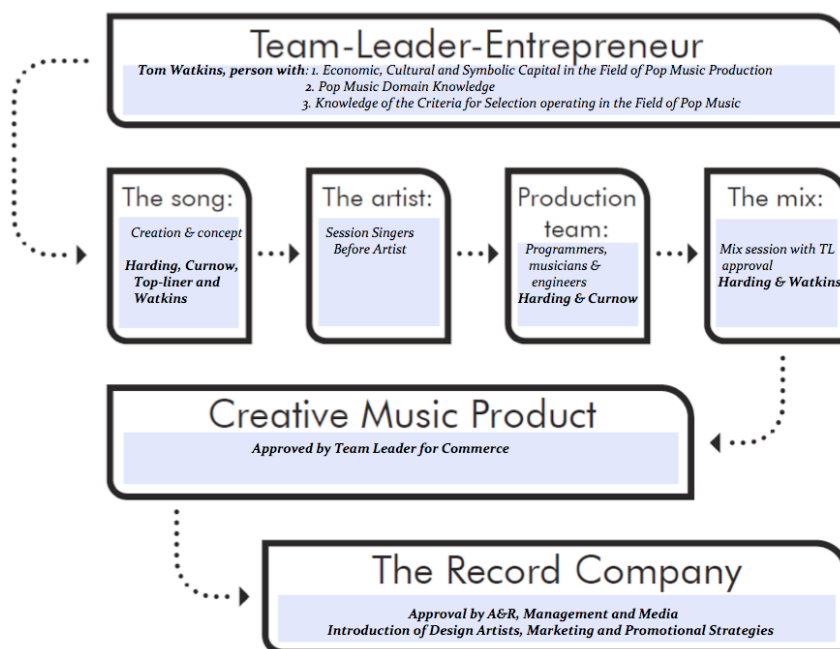 Team-Leader-Entrepreneur
Tom Watkins, person with: 1. Economic, Cultural and Symbolic Capital in the Field of Pop Music Production
2. Pop Music Domain Knowledge
3. Knowledge of the Criteria for Selection operating in the Field of Pop Music
The song:
Creation & concept
Harding, Curnow,
Top-liner and
Watkins
The artist:
Session Singers
Before Artist
Production
team:
Programmers,
musicians &
engineers
Harding & Curnow
The mix:
Mix session with TL
approval
Harding & Watkins
Creative Music Product
Approved by Team Leader for Commerce
The Record Company
Approval by A&R, Management and Media
Introduction of Design Artists, Marketing and Promotional Strategies